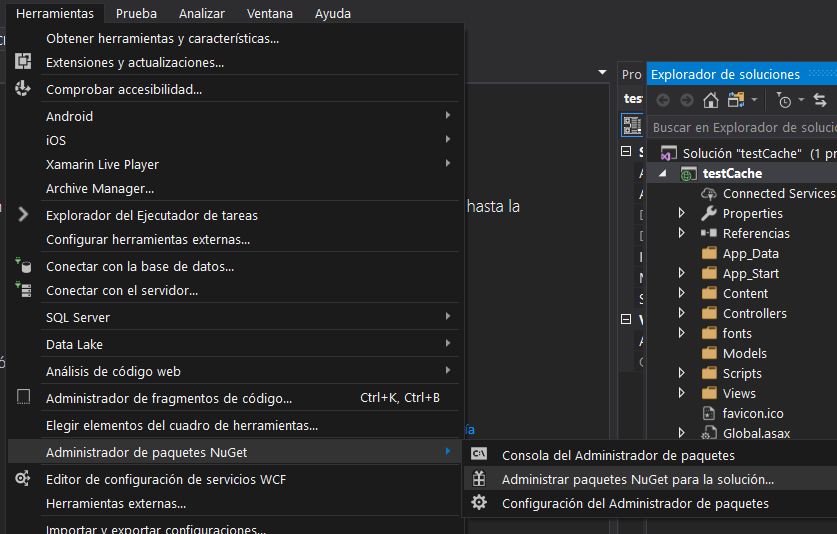 Herramientas Prueba Analizar Ventana Ayuda
Obtener herramientas y características...
Extensiones y actualizaciones...
Comprobar accesibilidad...
Android
iOS
Xamarin Live Player
Archive Manager...
Explorador del Ejecutador de tareas
Configurar herramientas externas...
Conectar con la base de datos...
Conectar con el servidor...
SQL Server
Data Lake
Análisis de código web
Administrador de fragmentos de código... Ctrl+K, Ctrl+B
Elegir elementos del cuadro de herramientas...
Administrador de paquetes NuGet
Editor de configuración de servicios WCF
Herramientas externas...
Importar y exportar configuraciones...
C:\
Consola del Administrador de paquetes
Administrar paquetes NuGet para la solución...
Configuración del Administrador de paquetes
hasta la
ía
Pro
tes
Explorador de soluciones
Buscar en Explorador de soluci
Solución "testCache" (1 pr
testCache
Connected Services
Properties
Referencias
App_Data
App_Start
Content
Controllers
fonts
Models
Scripts
Views
favicon.ico
Global.asax